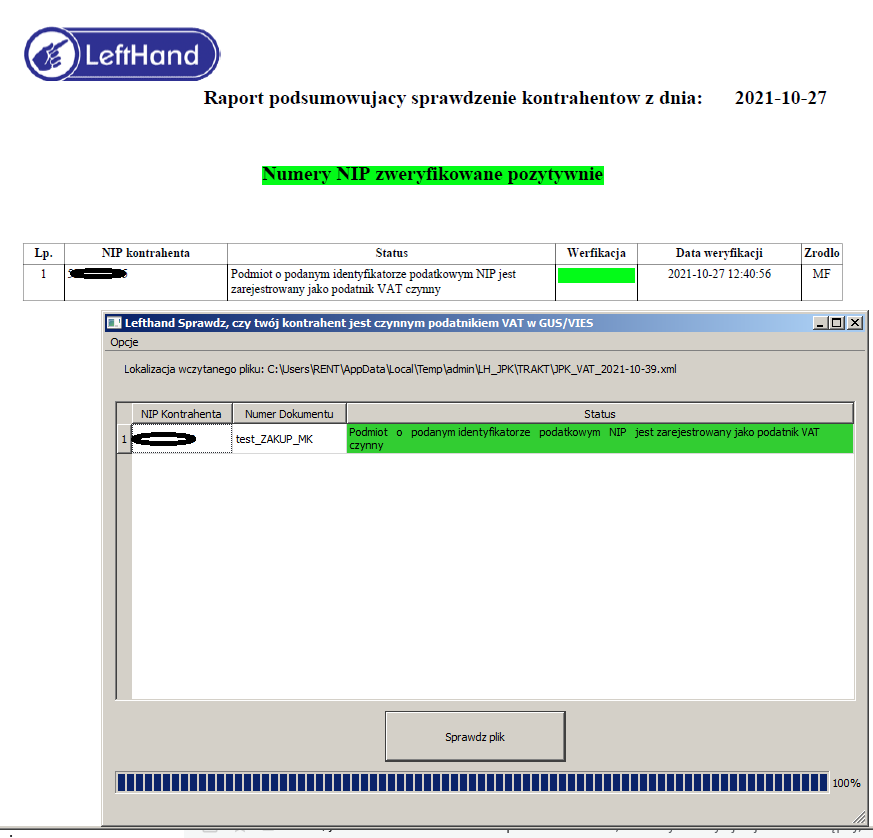 LeftHand
Raport podsumowujacy sprawdzenie kontrahentow z dnia: 2021-10-27
Numery NIP zweryfikowane pozytywnie
Lp. NIP kontrahenta Status Werfikacja Data weryfikacji Zrodlo
1 Podmiot o podanym identyfikatorze podatkowym NIP jest 2021-10-27 12:40:56 MF
zarejestrowany jako podatnik VAT czynny
Lefthand Sprawdz, czy twój kontrahent jest czynnym podatnikiem VAT w GUS/VIES
Opcje
Lokalizacja wczytanego pliku: C:\Users\RENT\AppData\Local\Temp\admin\LH_JPK\TRAKT\JPK_VAT_2021-10-39.xml
NIP Kontrahenta Numer Dokumentu Status
1 test_ZAKUP_MK Podmiot o podanym identyfikatorze podatkowym NIP jest zarejestrowany jako podatnik VAT
czynny
Sprawdz plik
100%